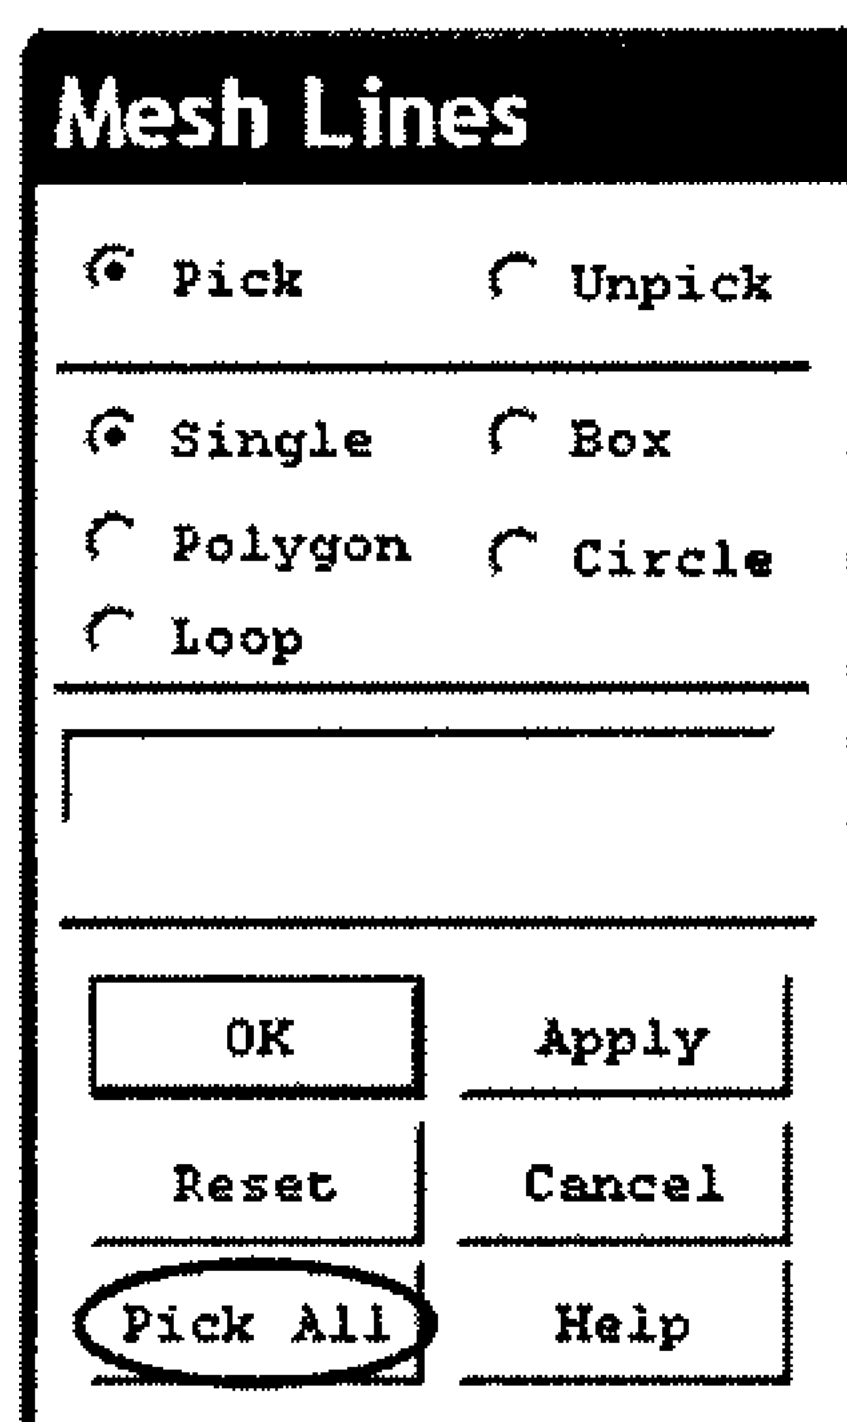 Mesh Lines
Pick Unpick
Single Box
Polygon Circle
Loop
OK Apply
Reset Cancel
Pick All Help